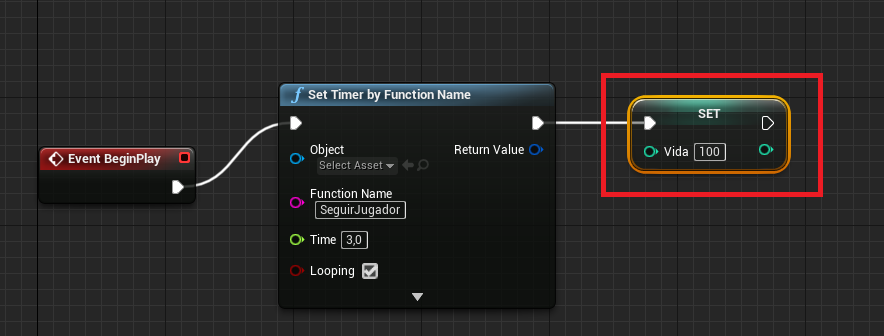 Event BeginPlay
Set Timer by Function Name
Object
Select Asset
Return Value
Function Name
SeguirJugador
Time 3,0
Looping
SET
Vida 100